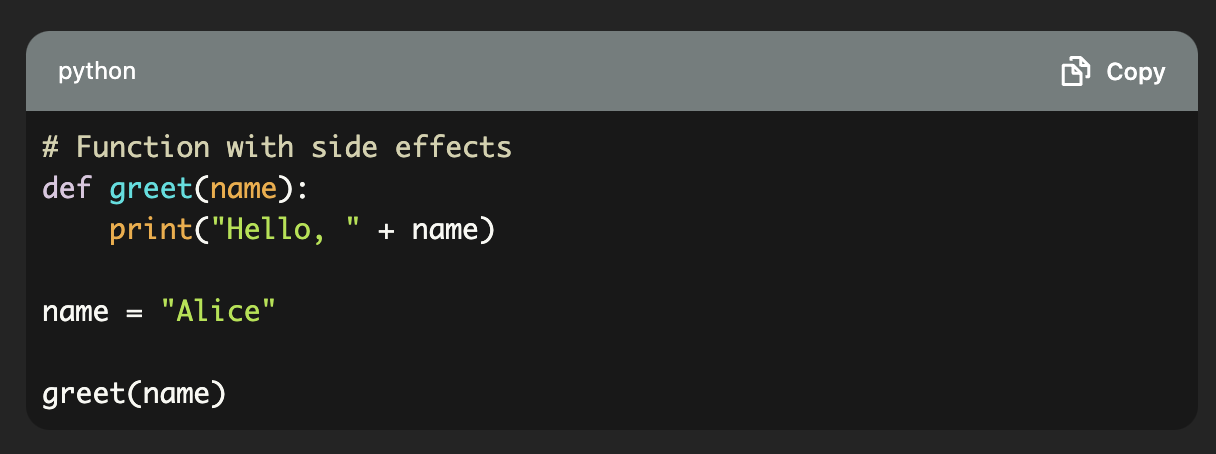 python
Copy
# Function with side effects
def greet(name):
    print("Hello, " + name)
name = "Alice"
greet(name)